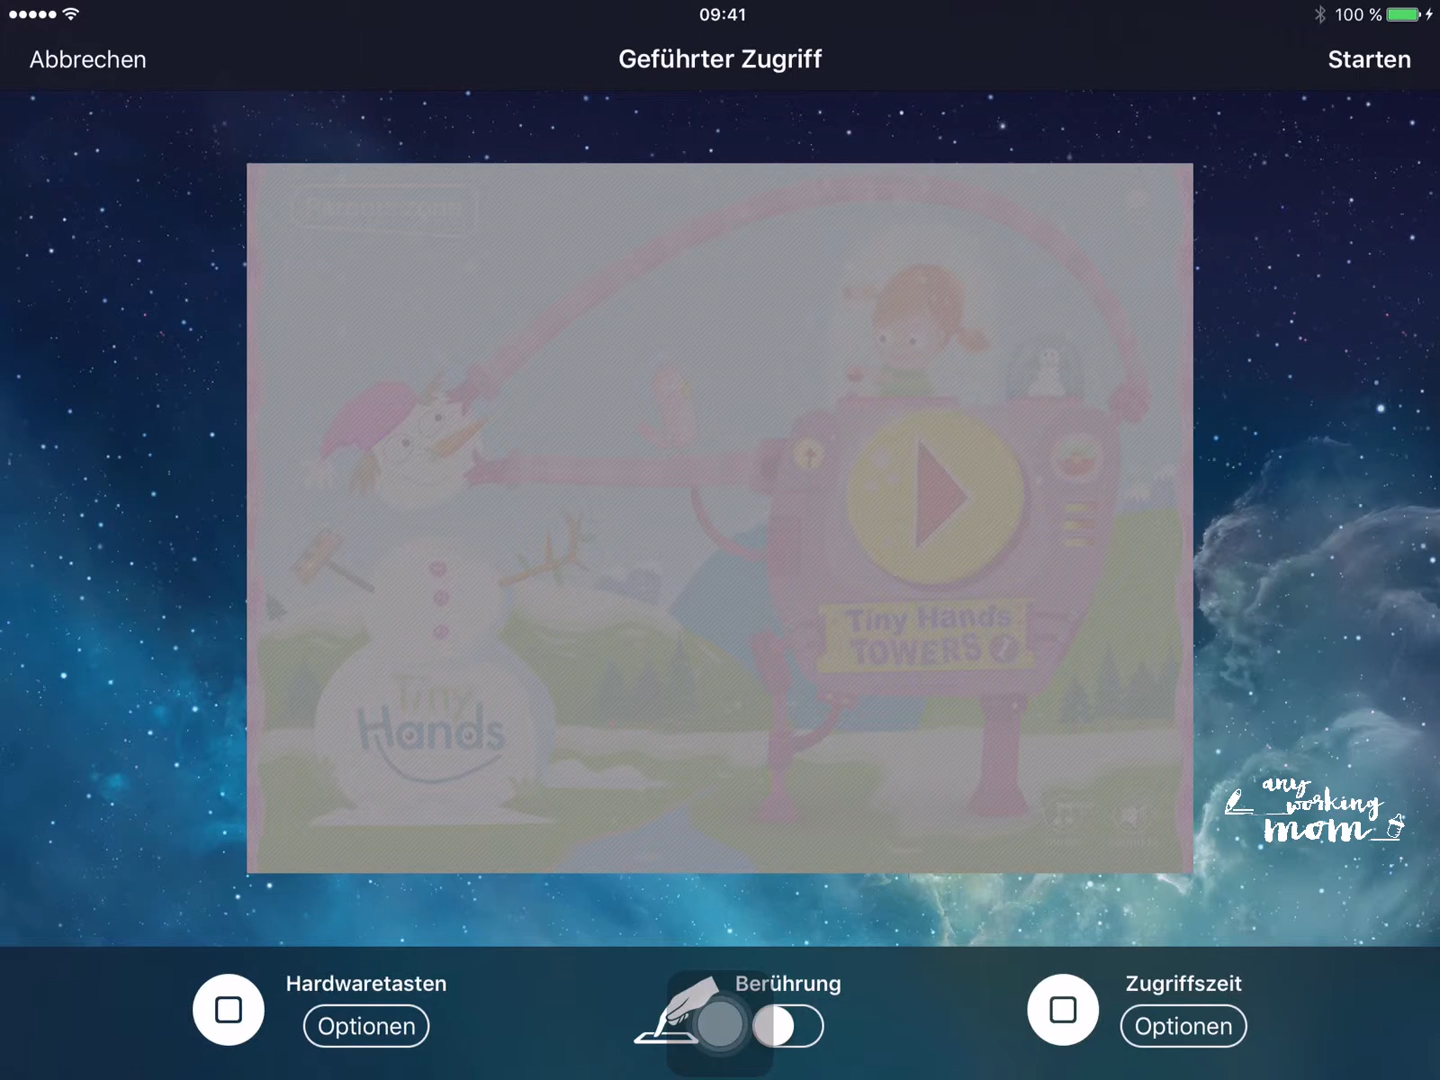 09:41
100 %
Abbrechen
Geführter Zugriff
Starten
Tiny Hands
TOWERS
Tiny
Hands
any
working
mom
Hardwaretasten
Optionen
Berührung
Zugriffszeit
Optionen